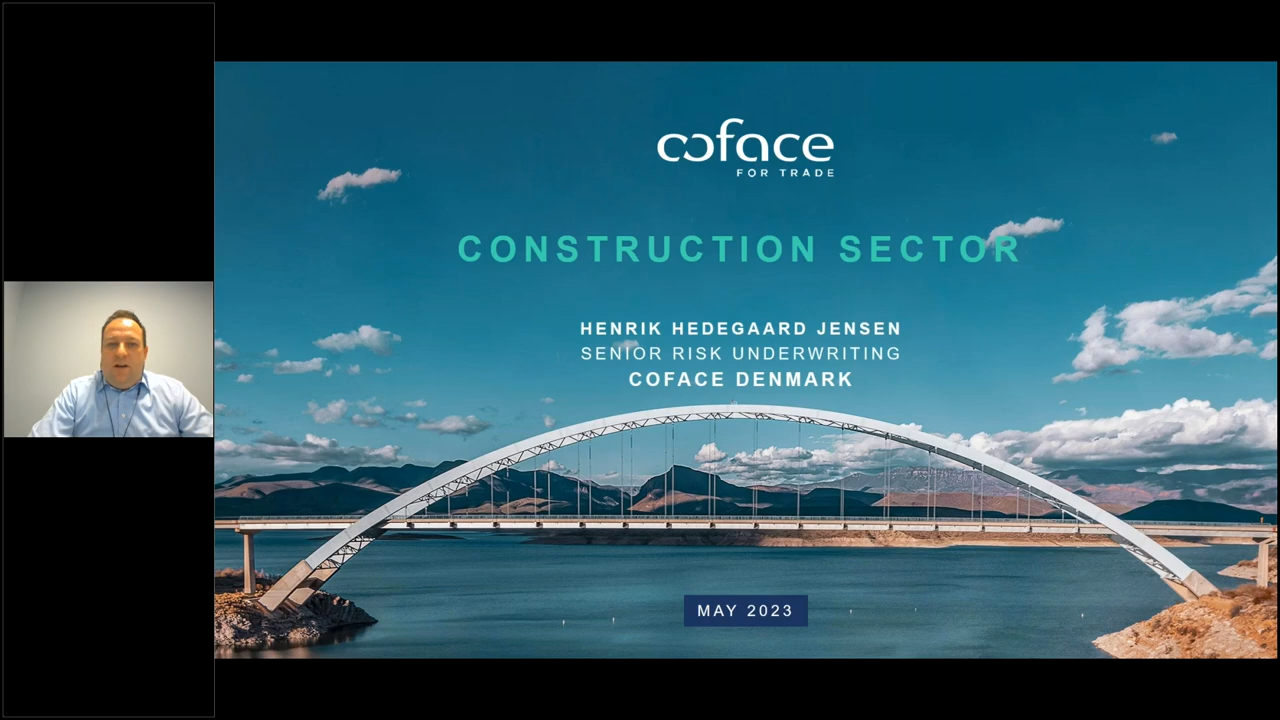 coface
FOR TRADE
CONSTRUCTION SECTOR
HENRIK HEDEGAARD JENSEN
SENIOR RISK UNDERWRITING
COFACE DENMARK
MAY 2023